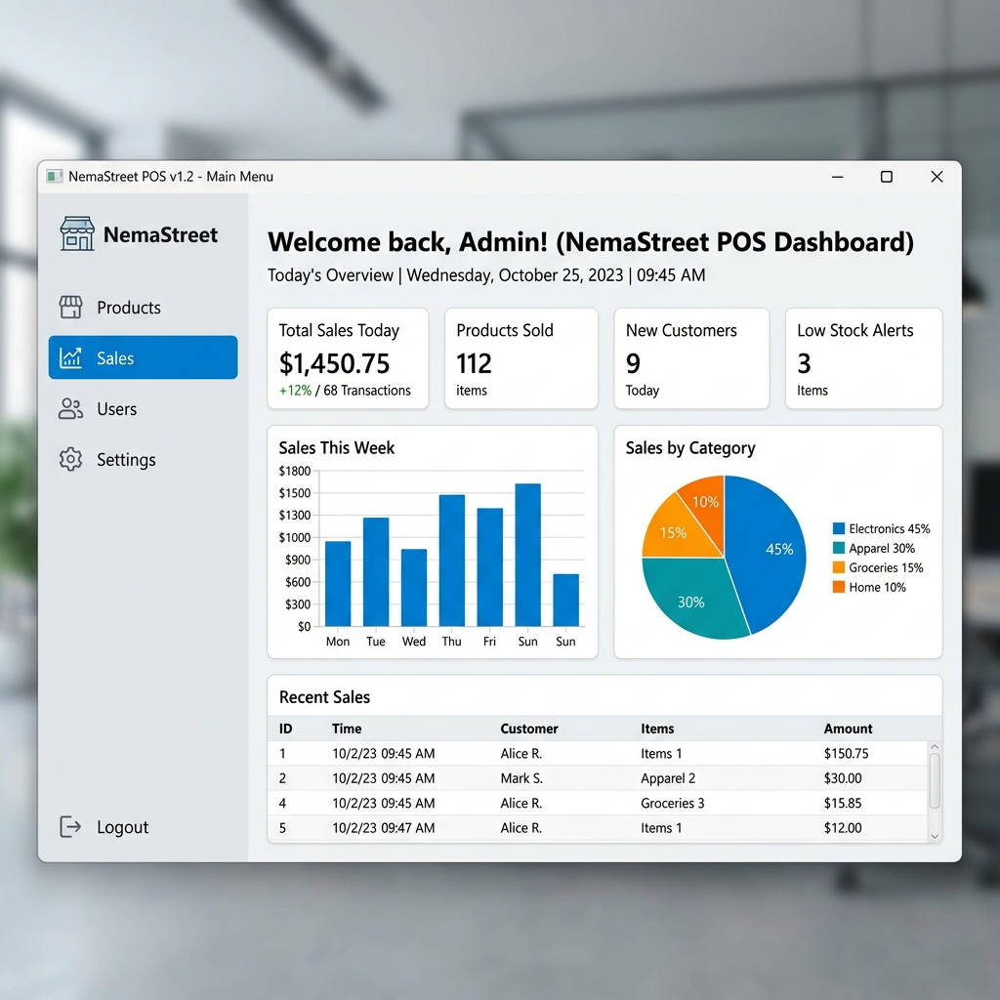 NemaStreet POS v1.2 - Main Menu
NemaStreet
Products
Sales
Users
Settings
Logout
Welcome back, Admin! (NemaStreet POS Dashboard)
Today's Overview | Wednesday, October 25, 2023 | 09:45 AM
Total Sales Today
$1,450.75
+12% / 68 Transactions
Products Sold
112
items
New Customers
9
Today
Low Stock Alerts
3
Items
Sales This Week
$1800
$1500
$1300
$1000
$900
$600
$300
$0
Mon Tue Wed Thu Fri Sun Sun
Sales by Category
10%
15%
45%
30%
Electronics 45%
Apparel 30%
Groceries 15%
Home 10%
Recent Sales
ID Time Customer Items Amount
1 10/2/23 09:45 AM Alice R. Items 1 $150.75
2 10/2/23 09:45 AM Mark S. Apparel 2 $30.00
4 10/2/23 09:45 AM Alice R. Groceries 3 $15.85
5 10/2/23 09:47 AM Alice R. Items 1 $12.00